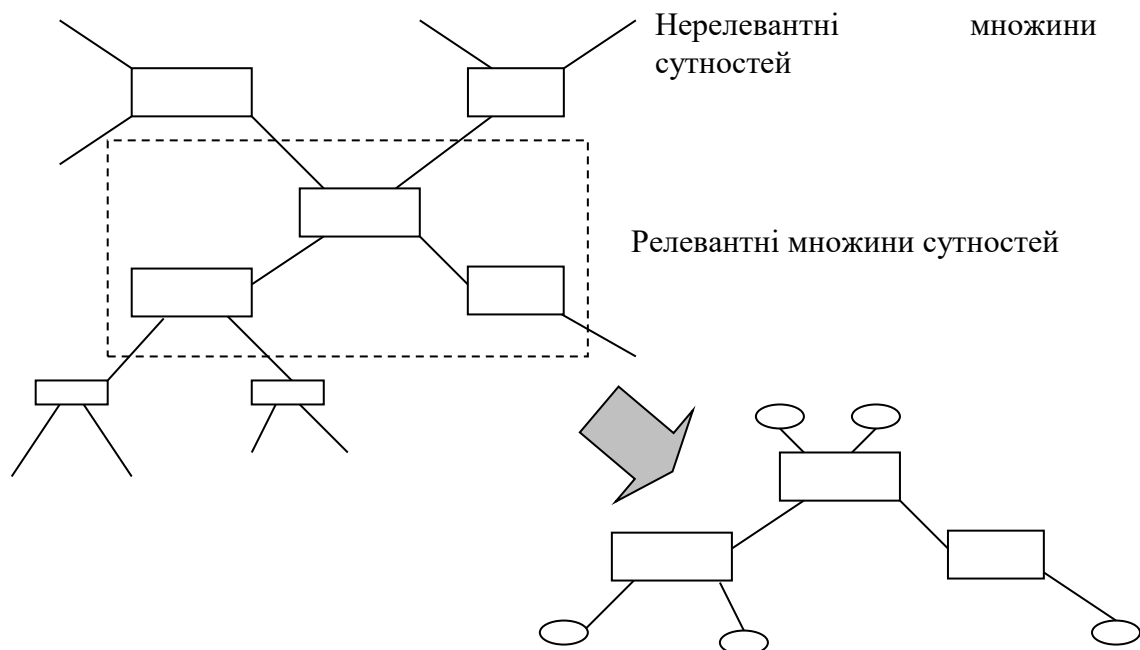 Нерелевантні множини
сутностей
Релевантні множини сутностей